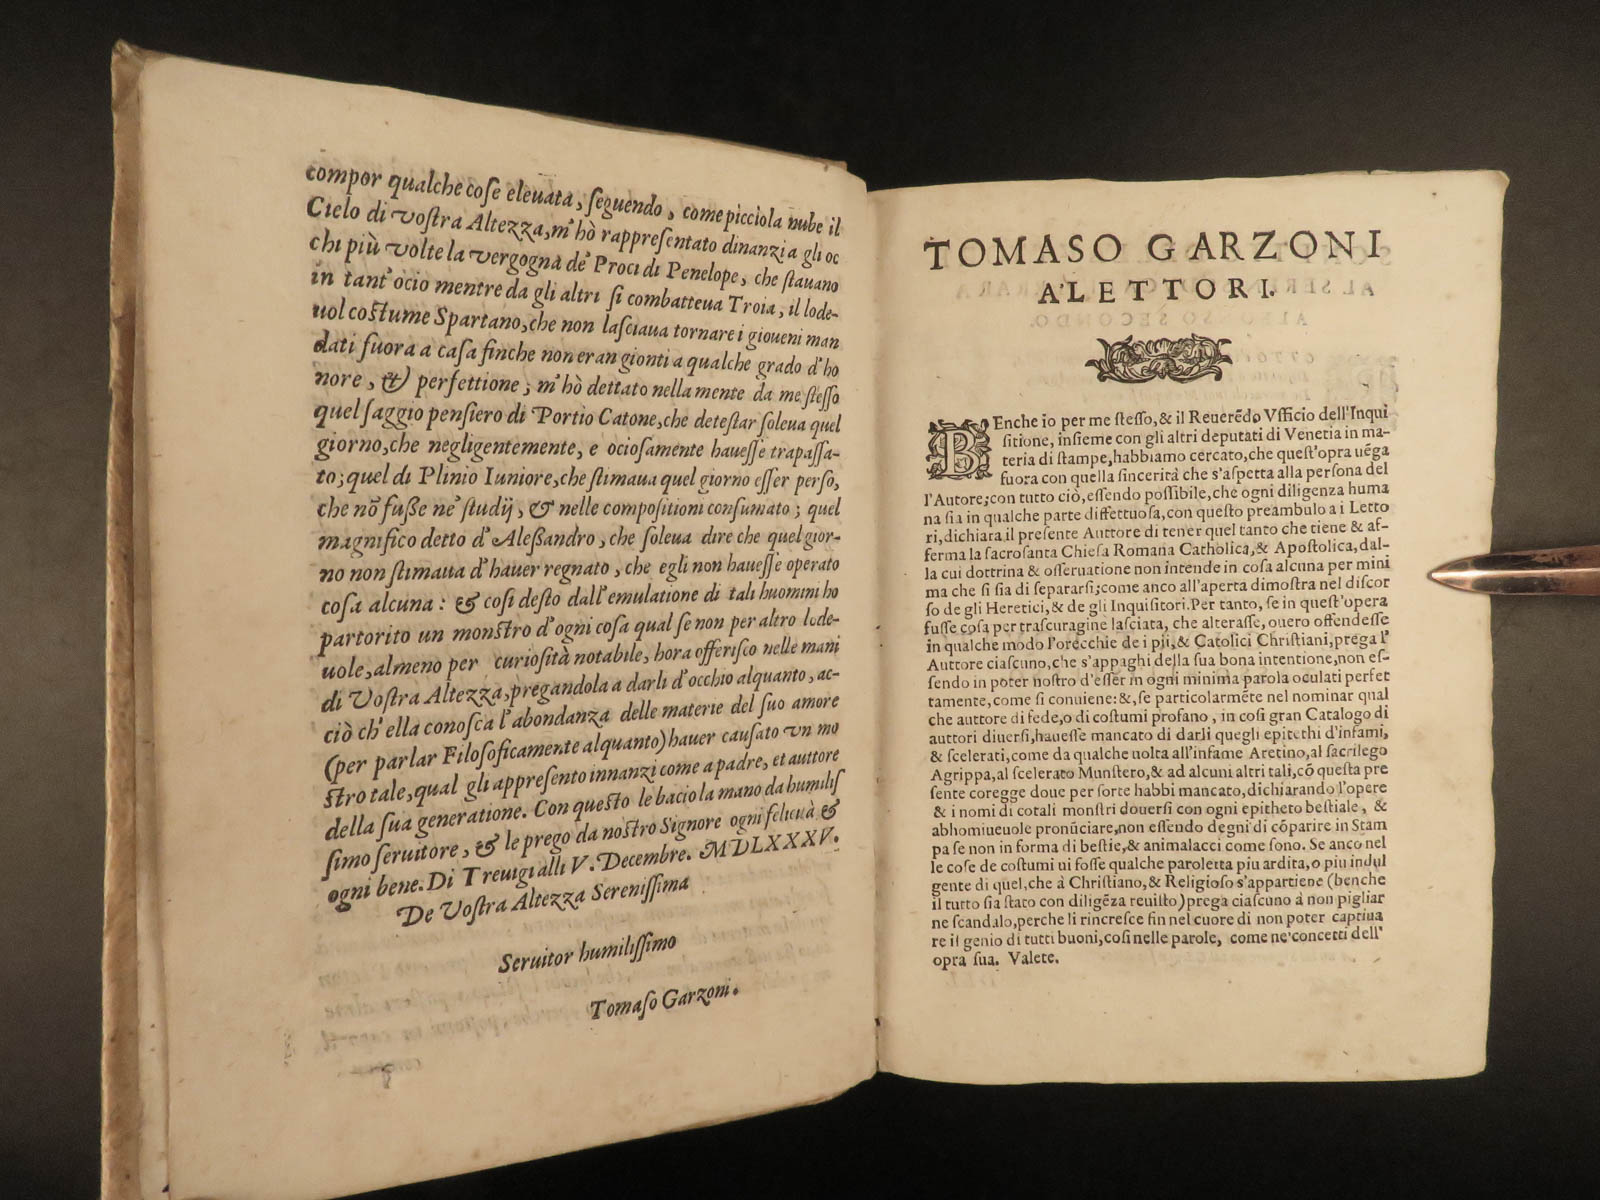 compor qualche cose eleuata, ſeguendo, come picciola nube il
Cielo di voſtra Altezza, m'hò rappreſentato dinanzi a gli oc
chi più volte la vergogna de' Proci di Penelope, che ſtauano
in tant'ocio mentre da gli altri ſi combatteua Troia, il lode-
uol coſtume Spartano, che non laſciaua tornare i gioueni man
dati fuora a caſa finche non eran gionti a qualche grado d'ho
nore, & perfettione; m'hò dettato nella mente da me ſteſſo
quel ſaggio penſiero di Portio Catone, che deteſtar ſoleua quel
giorno, che negligentemente, e ocioſamente haueſſe trapaſſa-
to; quel di Plinio Iuniore, che ſtimaua quel giorno eſſer perſo,
che nõ fuſſe ne' ſtudij, & nelle compoſitioni conſumato; quel
magnifico detto d'Aleſſandro, che ſoleua dire che quel gior-
no non ſtimaua d'hauer regnato, che egli non haueſſe operato
coſa alcuna: & coſi deſto dall'emulatione di tali huomini ho
partorito un monſtro d'ogni coſa qual ſe non per altro lode-
uole, almeno per curioſità notabile, hora offeriſco nelle mani
di Voſtra Altezza, pregandola a darli d'occhio alquanto, ac-
ciò ch'ella conoſca l'abondanza delle materie del ſuo amore
(per parlar Filoſoficamente alquanto) hauer cauſato vn mo
ſtro tale, qual gli appreſento innanzi come a padre, et auttore
della ſua generatione. Con queſto le bacio la mano da humiliſ
ſimo ſeruitore, & le prego da noſtro Signore ogni felicità &
ogni bene. Di Treuigi alli V. Decembre. MDLXXXV.
De Voſtra Altezza Sereniſſima
Seruitor humiliſſimo
Tomaſo Garzoni.
TOMASO GARZONI
A' LETTORI.
BEnche io per me ſteſſo, & il Reuerẽdo Vfficio dell'Inqui
ſitione, inſieme con gli altri deputati di Venetia in ma-
teria di ſtampe, habbiamo cercato, che queſt'opra uẽga
fuora con quella ſincerità che s'aſpetta alla perſona del
l'Autore; con tutto ciò, eſſendo poſſibile, che ogni diligenza huma
na ſia in qualche parte diffettuoſa, con queſto preambulo a i Letto
ri, dichiara il preſente Auttore di tener quel tanto che tiene & af-
ferma la ſacroſanta Chieſa Romana Catholica, & Apoſtolica, dal-
la cui dottrina & oſſeruatione non intende in coſa alcuna per mini
ma che ſi ſia di ſepararſi; come anco all'aperta dimoſtra nel diſcor
ſo de gli Heretici, & de gli Inquiſitori. Per tanto, ſe in queſt'opera
fuſſe coſa per traſcuragine laſciata, che alteraſſe, ouero offendeſſe
in qualche modo l'orecchie de i pii, & Catolici Chriſtiani, prega l'
Auttore ciaſcuno, che s'appaghi della ſua bona intentione, non eſ-
ſendo in poter noſtro d'eſſer in ogni minima parola oculati perfet
tamente, come ſi conuiene: &, ſe particolarmẽte nel nominar qual
che auttore di fede, o di coſtumi profano, in coſi gran Catalogo di
auttori diuerſi, haueſſe mancato di darli quegli epitethi d'infami,
& ſcelerati, come da qualche uolta all'infame Aretino, al ſacrilego
Agrippa, al ſcelerato Munſtero, & ad alcuni altri tali, cõ queſta pre
ſente coregge doue per ſorte habbi mancato, dichiarando l'opere
& i nomi di cotali monſtri douerſi con ogni epitheto beſtiale, &
abhomineuole pronũciare, non eſſendo degni di cõparire in Stam
pa ſe non in forma di beſtie, & animalacci come ſono. Se anco nel
le coſe de coſtumi ui foſſe qualche paroletta piu ardita, o piu indul
gente di quel, che à Chriſtiano, & Religioſo s'appartiene (benche
il tutto ſia ſtato con diligẽza reuiſto) prega ciaſcuno à non pigliar
ne ſcandalo, perche li rincreſce fin nel cuore di non poter captiua
re il genio di tutti buoni, coſi nelle parole, come ne' concetti dell'
opra ſua. Valete.